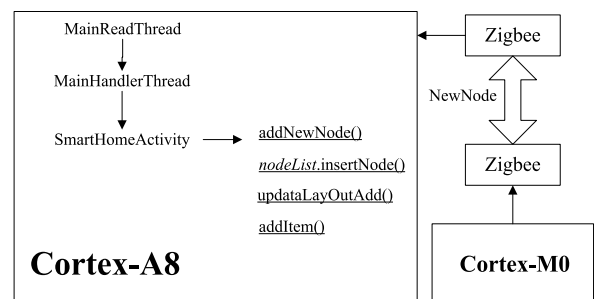 MainReadThread
MainHandlerThread
SmartHomeActivity
addNewNode()
nodeList.insertNode()
updataLayOutAdd()
addItem()
Cortex-A8
Zigbee
NewNode
Zigbee
Cortex-M0